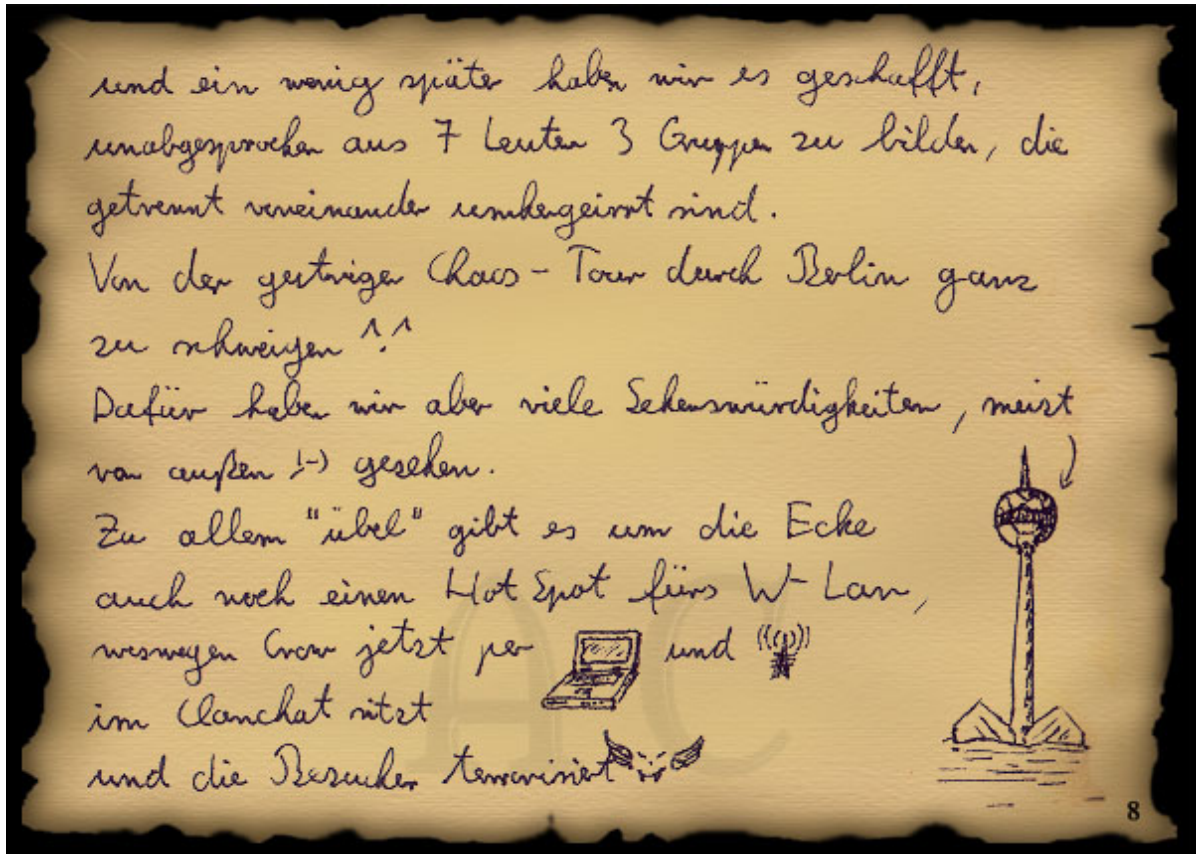 und ein wenig später haben wir es geschafft,
unabgesprochen aus 7 Leuten 3 Gruppen zu bilden, die
getrennt voneinander umhergeirrt sind.
Von der gestrigen Chaos-Tour durch Berlin ganz
zu schweigen ^.^
Dafür haben wir aber viele Sehenswürdigkeiten, meist
von außen !-) gesehen.
Zu allem "übel" gibt es um die Ecke
auch noch einen Hot Spot fürs W-Lan,
weswegen Crow jetzt per und
im Clanchat sitzt
und die Besucher terrorisiert
AC
8